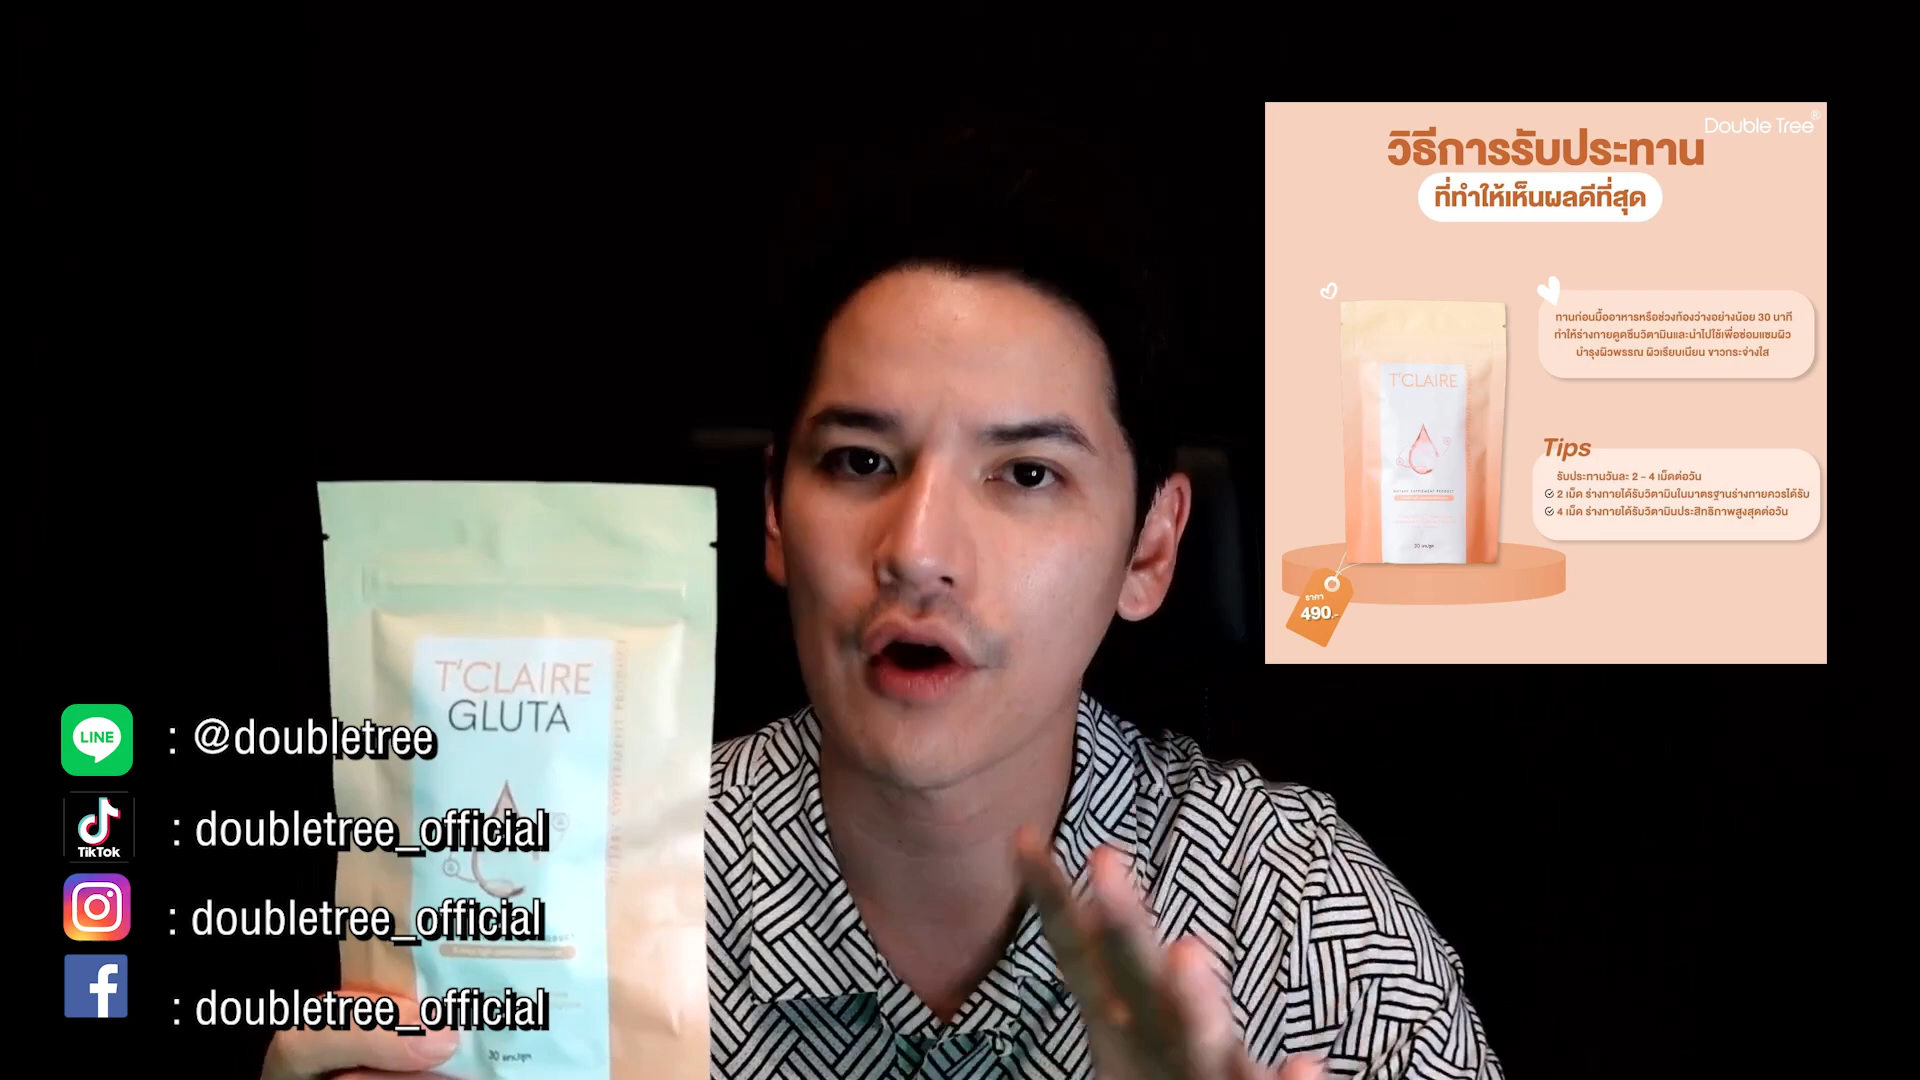 Double Tree®
วิธีการรับประทาน
ที่ทำให้เห็นผลดีที่สุด
ทานก่อนมื้ออาหารหรือช่วงท้องว่างอย่างน้อย 30 นาที
ทำให้ร่างกายดูดซึมวิตามินและนำไปใช้เพื่อซ่อมแซมผิว
บำรุงผิวพรรณ ผิวเรียบเนียน ขาวกระจ่างใส
T'CLAIRE
DIETARY SUPPLEMENT PRODUCT
Tips
รับประทานวันละ 2 - 4 เม็ดต่อวัน
2 เม็ด ร่างกายได้รับวิตามินในมาตรฐานร่างกายควรได้รับ
4 เม็ด ร่างกายได้รับวิตามินประสิทธิภาพสูงสุดต่อวัน
ราคา
490.-
T'CLAIRE
GLUTA
30 แคปซูล
LINE : @doubletree
TikTok : doubletree_official
: doubletree_official
f : doubletree_official